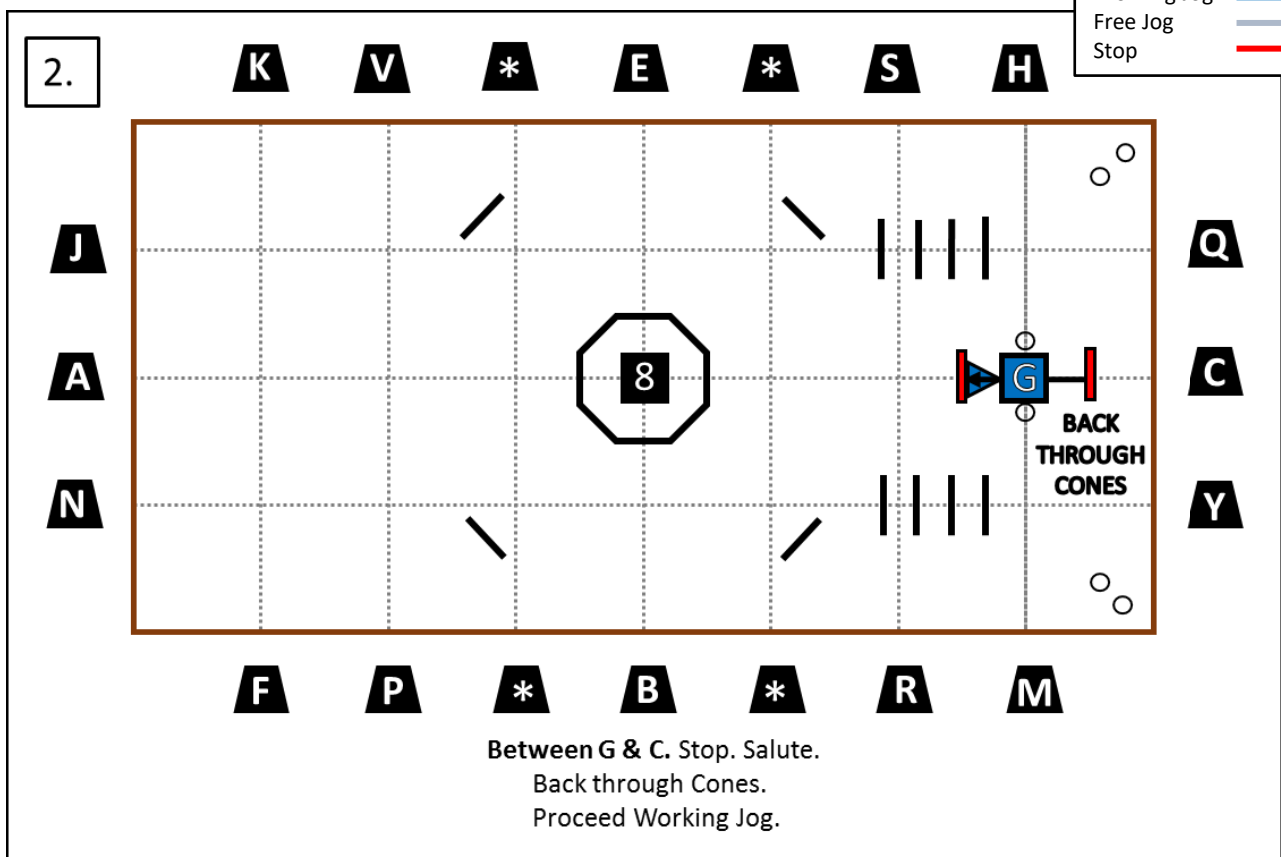 Free Jog
Stop
2.
K V * E * S H
J Q
A 8 G C
BACK
THROUGH
CONES
N Y
F P * B * R M
Between G & C. Stop. Salute.
Back through Cones.
Proceed Working Jog.